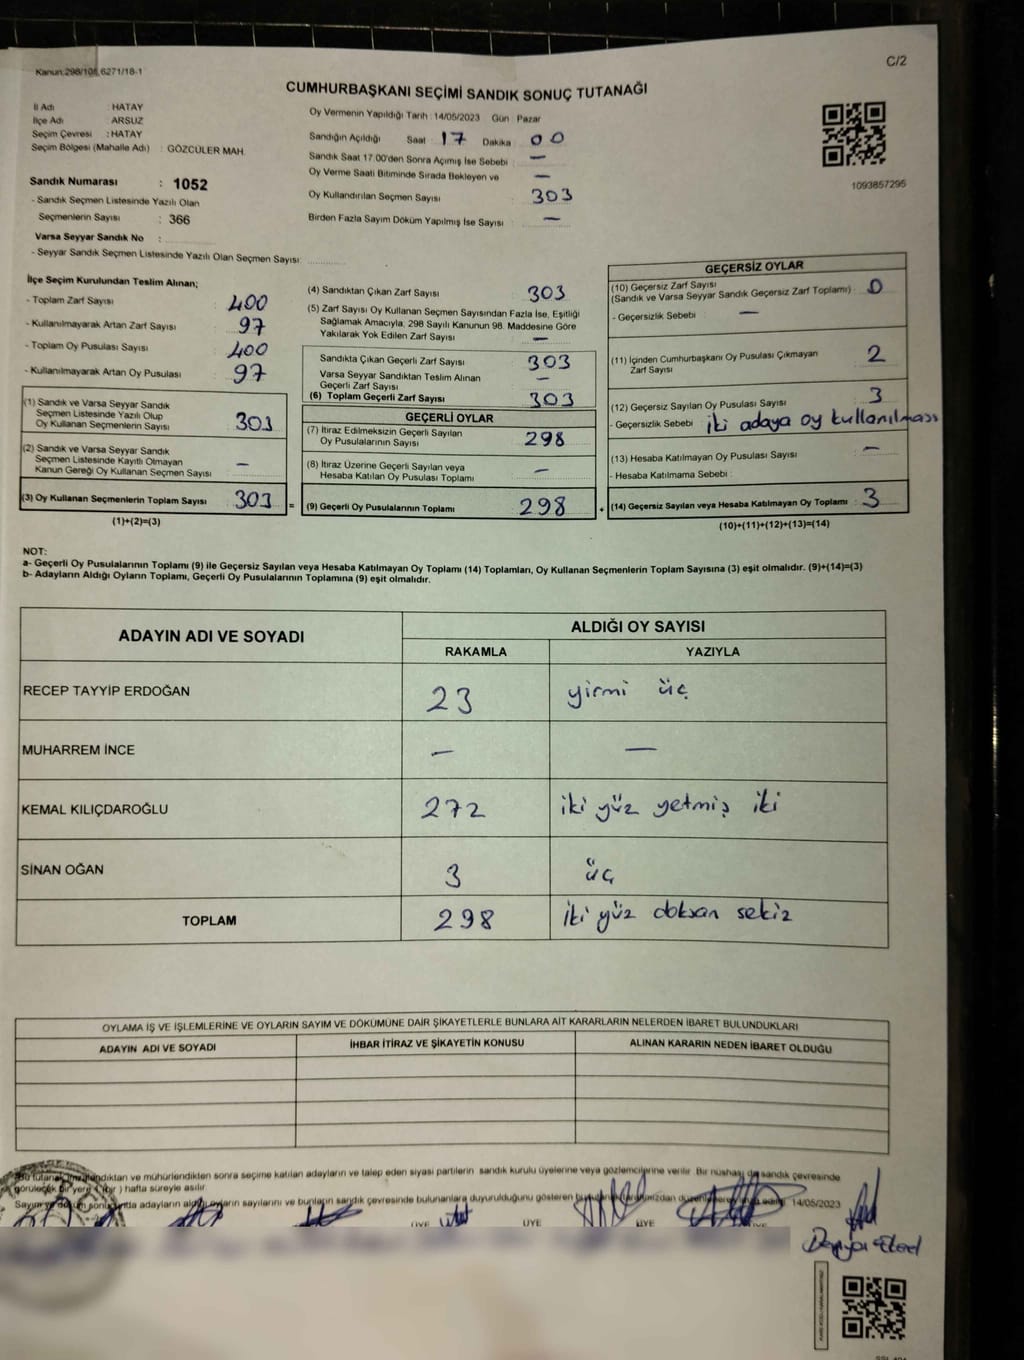 Kanun:298/108,6271/18-1
C/2
CUMHURBAŞKANI SEÇİMİ SANDIK SONUÇ TUTANAĞI
İl Adı : HATAY
İlçe Adı : ARSUZ
Seçim Çevresi : HATAY
Seçim Bölgesi (Mahalle Adı) : GÖZCÜLER MAH.
Sandık Numarası : 1052
- Sandık Seçmen Listesinde Yazılı Olan
Seçmenlerin Sayısı : 366
Varsa Seyyar Sandık No :
- Seyyar Sandık Seçmen Listesinde Yazılı Olan Seçmen Sayısı:
Oy Vermenin Yapıldığı Tarih : 14/05/2023 Gün : Pazar
Sandığın Açıldığı Saat : 17 Dakika : 00
Sandık Saat 17.00'den Sonra Açımış İse Sebebi : —
Oy Verme Saati Bitiminde Sırada Bekleyen ve —
Oy Kullandırılan Seçmen Sayısı 303
Birden Fazla Sayım Döküm Yapılmış İse Sayısı —
1093857295
İlçe Seçim Kurulundan Teslim Alınan;
- Toplam Zarf Sayısı 400
- Kullanılmayarak Artan Zarf Sayısı 97
- Toplam Oy Pusulası Sayısı 400
- Kullanılmayarak Artan Oy Pusulası 97
(1) Sandık ve Varsa Seyyar Sandık
Seçmen Listesinde Yazılı Olup
Oy Kullanan Seçmenlerin Sayısı 303
(2) Sandık ve Varsa Seyyar Sandık
Seçmen Listesinde Kayıtlı Olmayan
Kanun Gereği Oy Kullanan Seçmen Sayısı —
(3) Oy Kullanan Seçmenlerin Toplam Sayısı 303 =
(1)+(2)=(3)
(4) Sandıktan Çıkan Zarf Sayısı 303
(5) Zarf Sayısı Oy Kullanan Seçmen Sayısından Fazla İse, Eşitliği
Sağlamak Amacıyla, 298 Sayılı Kanunun 98. Maddesine Göre
Yakılarak Yok Edilen Zarf Sayısı —
Sandıkta Çıkan Geçerli Zarf Sayısı 303
Varsa Seyyar Sandıktan Teslim Alınan
Geçerli Zarf Sayısı —
(6) Toplam Geçerli Zarf Sayısı 303
GEÇERLİ OYLAR
(7) İtiraz Edilmeksizin Geçerli Sayılan
Oy Pusulalarının Sayısı 298
(8) İtiraz Üzerine Geçerli Sayılan veya
Hesaba Katılan Oy Pusulası Toplamı —
(9) Geçerli Oy Pusulalarının Toplamı 298 +
GEÇERSİZ OYLAR
(10) Geçersiz Zarf Sayısı
(Sandık ve Varsa Seyyar Sandık Geçersiz Zarf Toplamı) : 0
- Geçersizlik Sebebi —
(11) İçinden Cumhurbaşkanı Oy Pusulası Çıkmayan
Zarf Sayısı 2
(12) Geçersiz Sayılan Oy Pusulası Sayısı 3
- Geçersizlik Sebebi iki adaya oy kullanılması
(13) Hesaba Katılmayan Oy Pusulası Sayısı —
- Hesaba Katılmama Sebebi :
(14) Geçersiz Sayılan veya Hesaba Katılmayan Oy Toplamı : 3
(10)+(11)+(12)+(13)=(14)
NOT:
a- Geçerli Oy Pusulalarının Toplamı (9) ile Geçersiz Sayılan veya Hesaba Katılmayan Oy Toplamı (14) Toplamları, Oy Kullanan Seçmenlerin Toplam Sayısına (3) eşit olmalıdır. (9)+(14)=(3)
b- Adayların Aldığı Oyların Toplamı, Geçerli Oy Pusulalarının Toplamına (9) eşit olmalıdır.
ADAYIN ADI VE SOYADI
ALDIĞI OY SAYISI
RAKAMLA YAZIYLA
RECEP TAYYİP ERDOĞAN 23 yirmi üç
MUHARREM İNCE — —
KEMAL KILIÇDAROĞLU 272 iki yüz yetmiş iki
SİNAN OĞAN 3 üç
TOPLAM 298 iki yüz doksan sekiz
OYLAMA İŞ VE İŞLEMLERİNE VE OYLARIN SAYIM VE DÖKÜMÜNE DAİR ŞİKAYETLERLE BUNLARA AİT KARARLARIN NELERDEN İBARET BULUNDUKLARI
ADAYIN ADI VE SOYADI İHBAR İTİRAZ VE ŞİKAYETİN KONUSU ALINAN KARARIN NEDEN İBARET OLDUĞU
Bu tutanak imzalandıktan ve mühürlendikten sonra seçime katılan adayların ve talep eden siyasi partilerin sandık kurulu üyelerine veya gözlemcilerine verilir. Bir nüshası da sandık çevresinde
görülecek bir yere 1 (bir) hafta süreyle asılır.
adayların aldığı oyların sayılarını ve bunların sandık çevresinde bulunanlara duyurulduğunu gösteren 14/05/2023
ÜYE ÜYE ÜYE